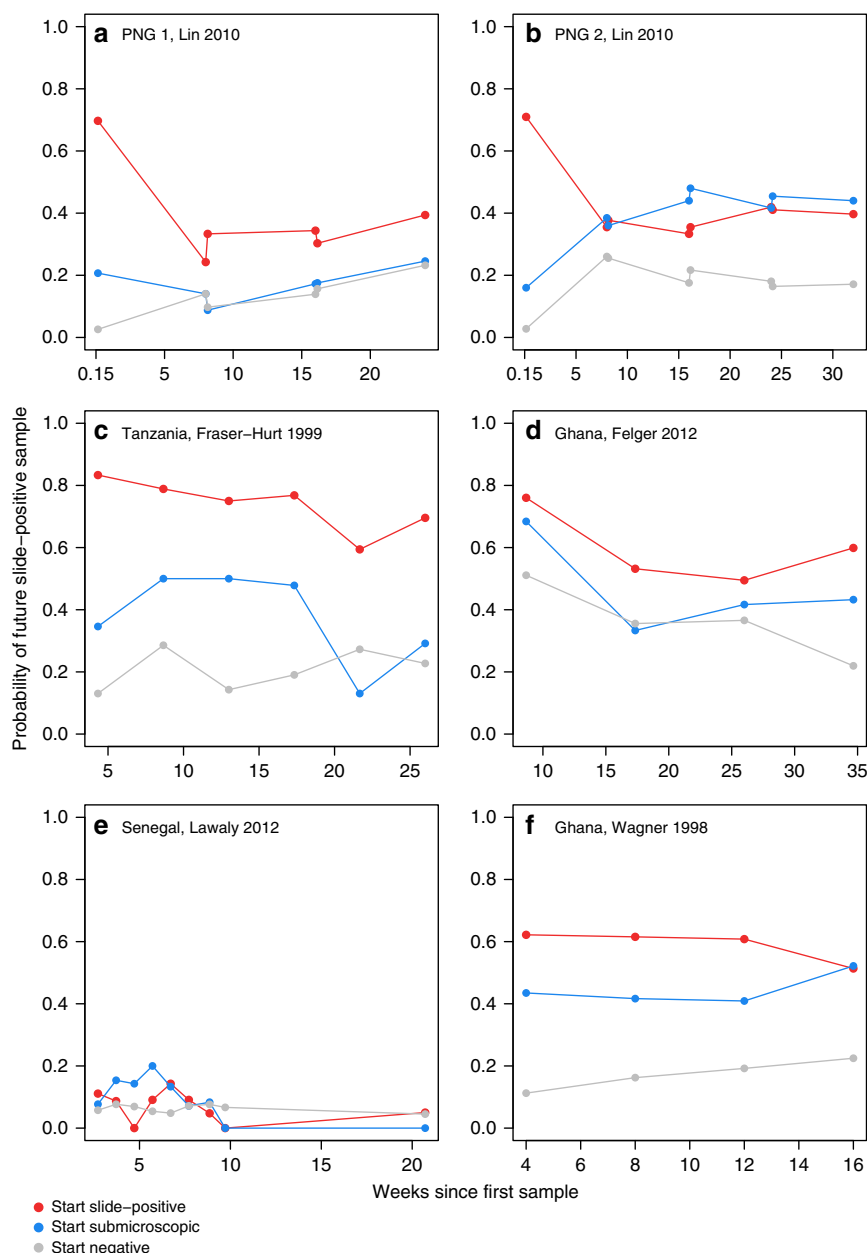 a PNG 1, Lin 2010
1.0
0.8
0.6
0.4
0.2
0.0
0.15 5 10 15 20
b PNG 2, Lin 2010
1.0
0.8
0.6
0.4
0.2
0.0
0.15 5 10 15 20 25 30
Probability of future slide–positive sample
c Tanzania, Fraser–Hurt 1999
1.0
0.8
0.6
0.4
0.2
0.0
5 10 15 20 25
d Ghana, Felger 2012
1.0
0.8
0.6
0.4
0.2
0.0
10 15 20 25 30 35
e Senegal, Lawaly 2012
1.0
0.8
0.6
0.4
0.2
0.0
5 10 15 20
f Ghana, Wagner 1998
1.0
0.8
0.6
0.4
0.2
0.0
4 6 8 10 12 14 16
Weeks since first sample
Start slide–positive
Start submicroscopic
Start negative